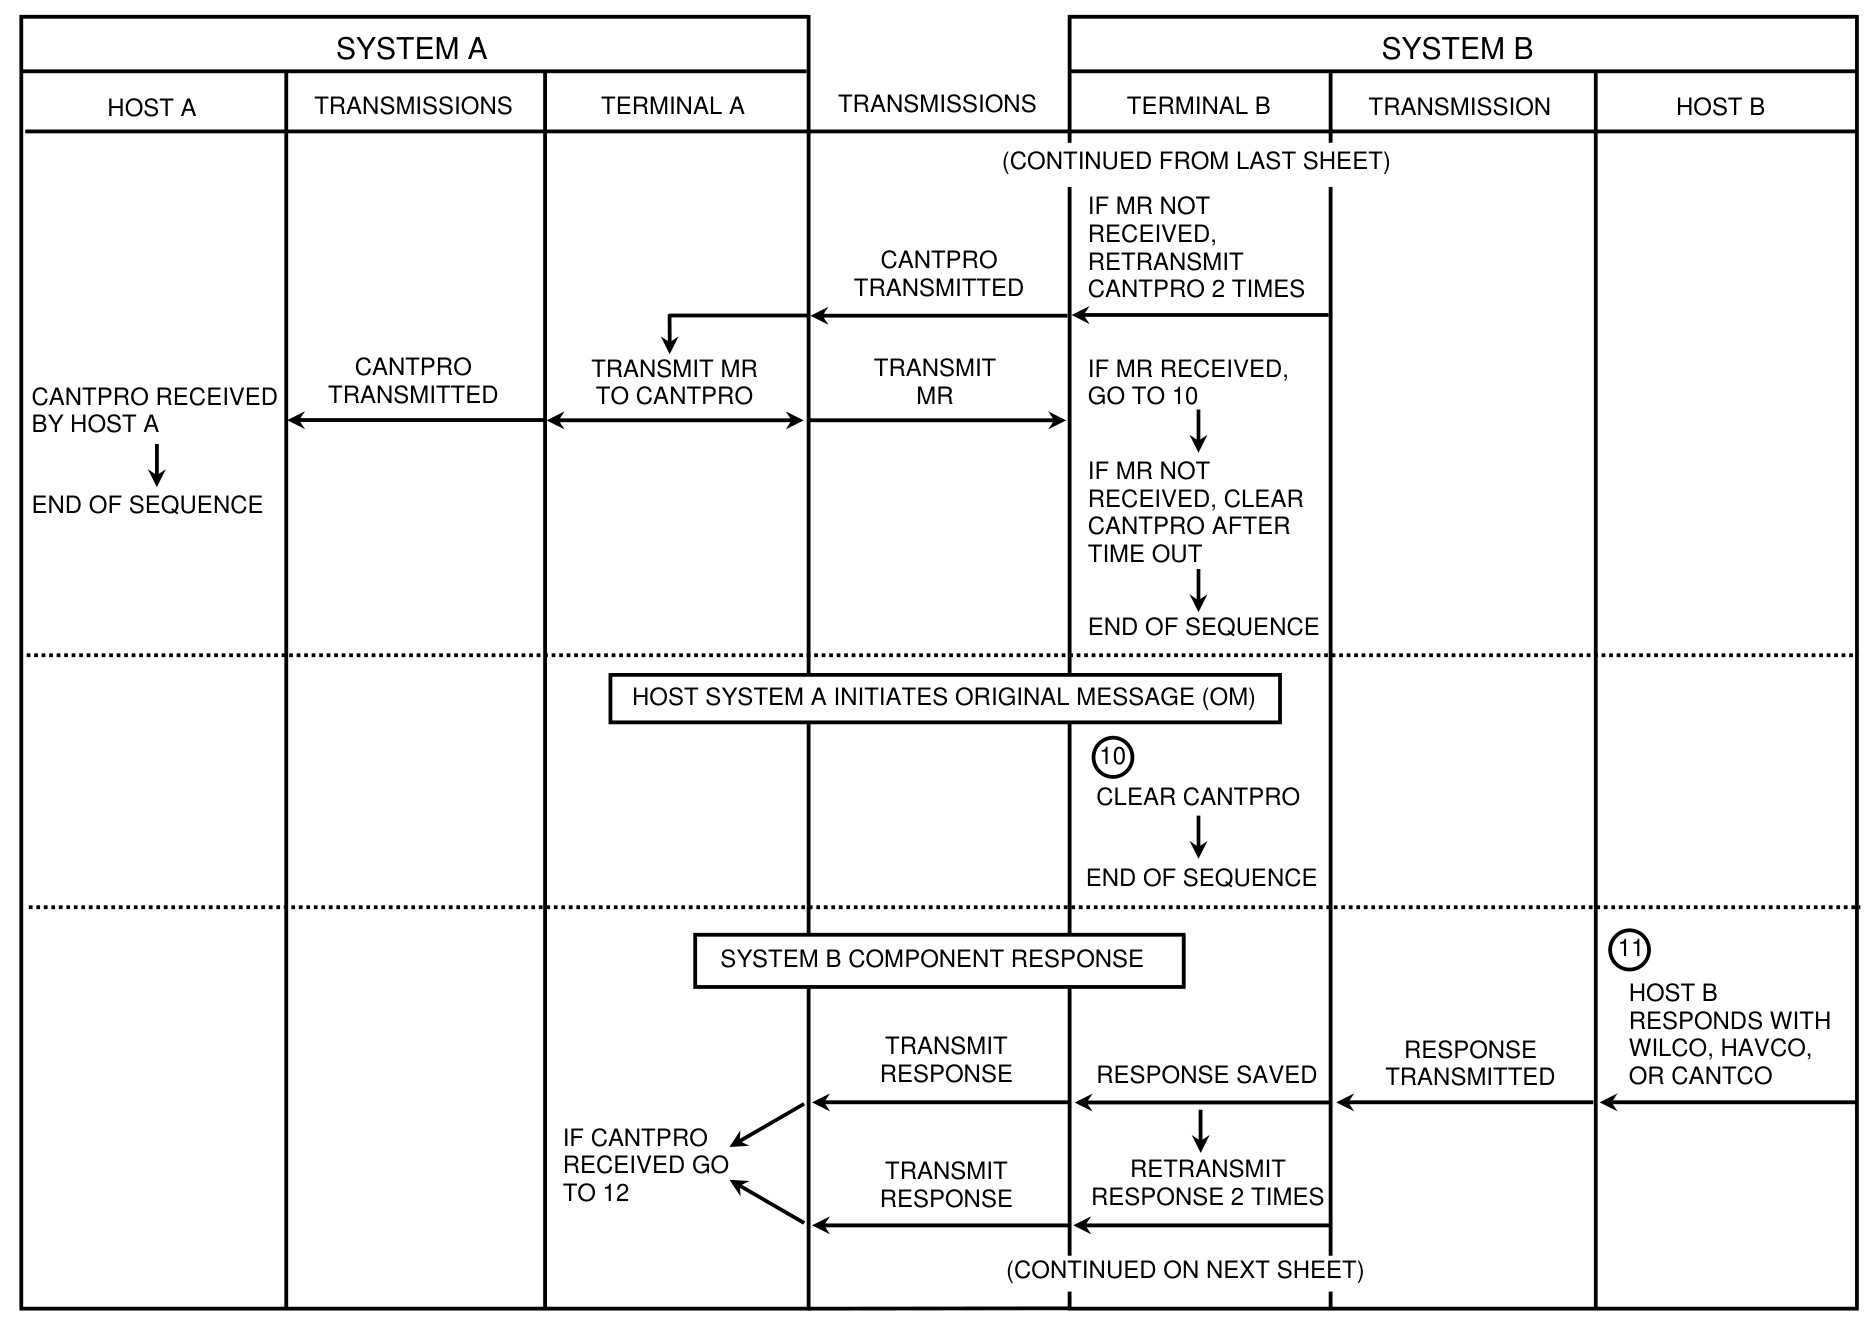 SYSTEM A
SYSTEM B
HOST A
TRANSMISSIONS
TERMINAL A
TRANSMISSIONS
TERMINAL B
TRANSMISSION
HOST B
(CONTINUED FROM LAST SHEET)
IF MR NOT
RECEIVED,
RETRANSMIT
CANTPRO 2 TIMES
CANTPRO
TRANSMITTED
TRANSMIT MR
TO CANTPRO
CANTPRO
TRANSMITTED
CANTPRO RECEIVED
BY HOST A
END OF SEQUENCE
TRANSMIT
MR
IF MR RECEIVED,
GO TO 10
IF MR NOT
RECEIVED, CLEAR
CANTPRO AFTER
TIME OUT
END OF SEQUENCE
HOST SYSTEM A INITIATES ORIGINAL MESSAGE (OM)
10
CLEAR CANTPRO
END OF SEQUENCE
SYSTEM B COMPONENT RESPONSE
11
HOST B
RESPONDS WITH
WILCO, HAVCO,
OR CANTCO
RESPONSE
TRANSMITTED
RESPONSE SAVED
TRANSMIT
RESPONSE
IF CANTPRO
RECEIVED GO
TO 12
RETRANSMIT
RESPONSE 2 TIMES
TRANSMIT
RESPONSE
(CONTINUED ON NEXT SHEET)